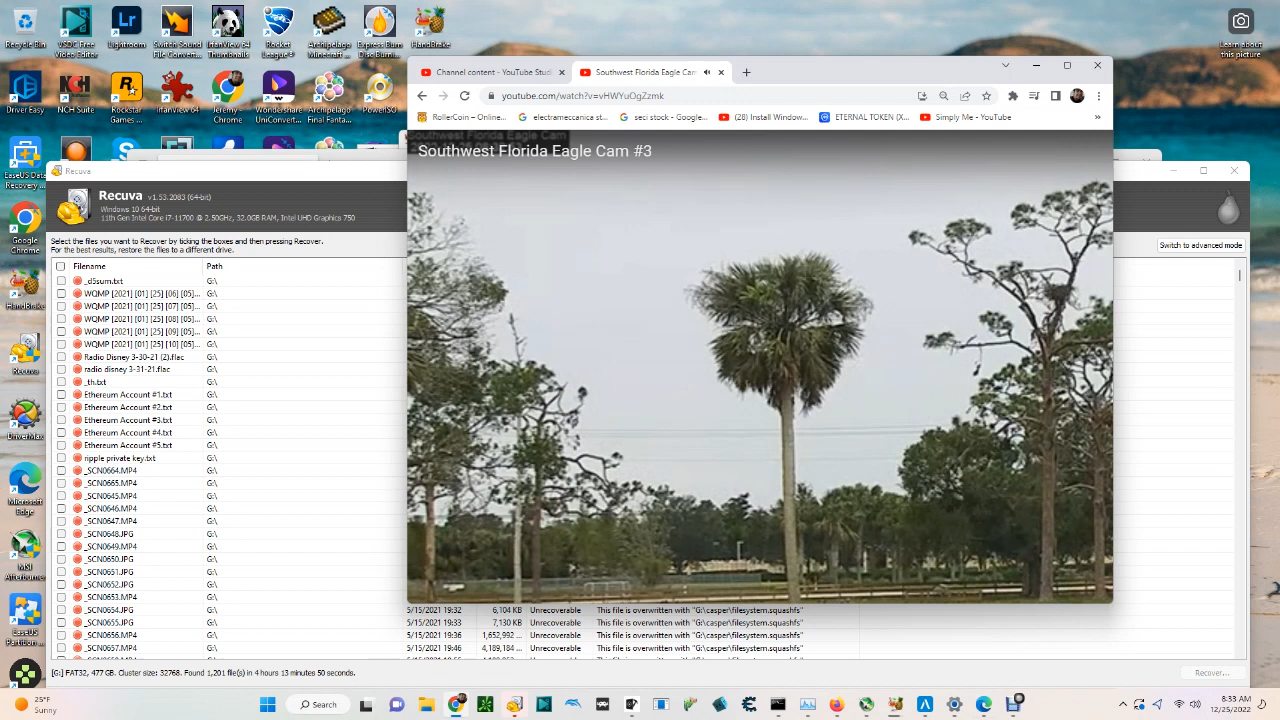 Recycle Bin
VSDC Free
Video Editor
Lightroom
Switch Sound
File Convert...
IrfanView 64
Thumbnails
Rocket
League®
Archipelago
Minecraft ...
Express Burn
Disc Burni...
HandBrake
Learn about
this picture
Driver Easy
NCH Suite
Rockstar
Games ...
IrfanView 64
Jeremy -
Chrome
Wondershare
UniConvert...
Archipelago
Final Fanta...
PowerISO
EaseUS Data
Recovery ...
Google
Chrome
HandBrake
Recuva
DriverMax
Microsoft
Edge
MSI
Afterburner
EaseUS
Partition ...
Channel content - YouTube Studi
Southwest Florida Eagle Cam
youtube.com/watch?v=vHWYuOgZzmk
RollerCoin – Online...
electrameccanica st...
seci stock - Google...
(28) Install Window...
ETERNAL TOKEN (X...
Simply Me - YouTube
»
Southwest Florida Eagle Cam
Southwest Florida Eagle Cam #3
Recuva
Recuva v1.53.2083 (64-bit)
Windows 10 64-bit
11th Gen Intel Core i7-11700 @ 2.50GHz, 32.0GB RAM, Intel UHD Graphics 750
Select the files you want to Recover by ticking the boxes and then pressing Recover.
For the best results, restore the files to a different drive.
Switch to advanced mode
Filename Path
_d5sum.txt G:\
WQMP [2021] [01] [25] [06] [05]... G:\
WQMP [2021] [01] [25] [07] [05]... G:\
WQMP [2021] [01] [25] [08] [05]... G:\
WQMP [2021] [01] [25] [09] [05]... G:\
WQMP [2021] [01] [25] [10] [05]... G:\
Radio Disney 3-30-21 (2).flac G:\
radio disney 3-31-21.flac G:\
_th.txt G:\
Ethereum Account #1.txt G:\
Ethereum Account #2.txt G:\
Ethereum Account #3.txt G:\
Ethereum Account #4.txt G:\
Ethereum Account #5.txt G:\
ripple private key.txt G:\
_SCN0664.MP4 G:\
_SCN0665.MP4 G:\
_SCN0645.MP4 G:\
_SCN0646.MP4 G:\
_SCN0647.MP4 G:\
_SCN0648.JPG G:\
_SCN0649.MP4 G:\
_SCN0650.JPG G:\
_SCN0651.JPG G:\
_SCN0652.JPG G:\
_SCN0653.MP4 G:\
_SCN0654.JPG G:\ 5/15/2021 19:32 6,104 KB Unrecoverable This file is overwritten with "G:\casper\filesystem.squashfs"
_SCN0655.JPG G:\ 5/15/2021 19:33 7,130 KB Unrecoverable This file is overwritten with "G:\casper\filesystem.squashfs"
_SCN0656.MP4 G:\ 5/15/2021 19:36 1,652,992 ... Unrecoverable This file is overwritten with "G:\casper\filesystem.squashfs"
_SCN0657.MP4 G:\ 5/15/2021 19:46 4,189,184 ... Unrecoverable This file is overwritten with "G:\casper\filesystem.squashfs"
[G:] FAT32, 477 GB. Cluster size: 32768. Found 1,201 file(s) in 4 hours 13 minutes 50 seconds.
Recover...
25°F
Sunny
Search
8:33 AM
12/25/2022